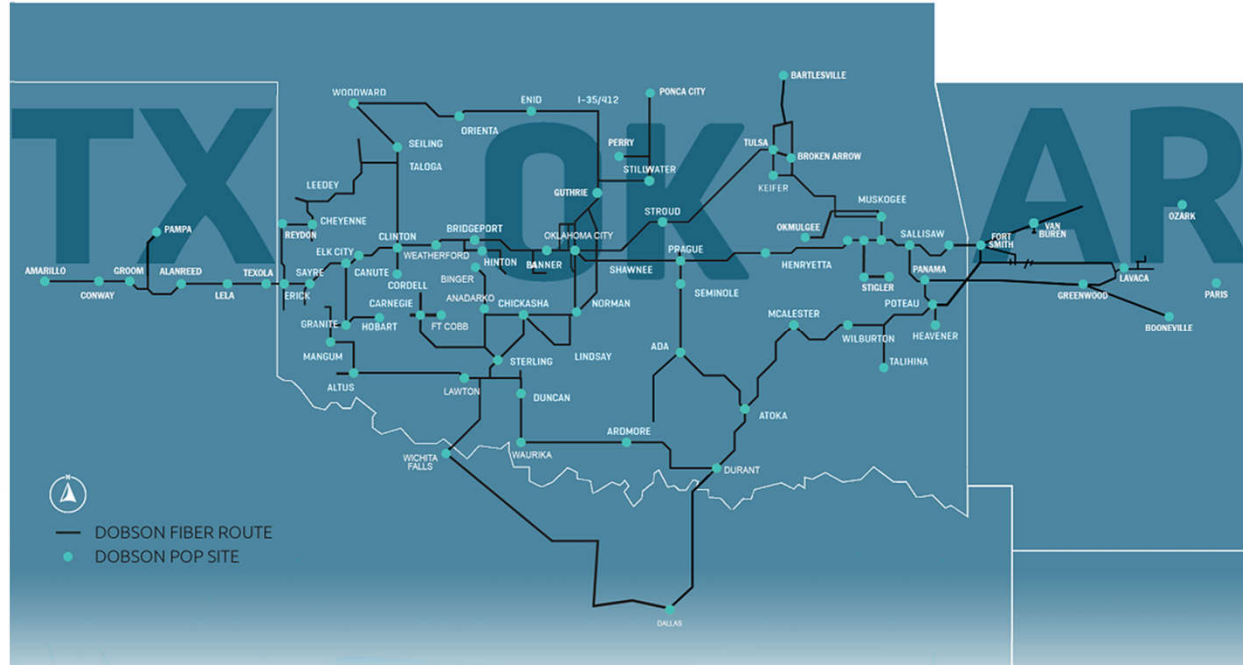 TX OK AR
BARTLESVILLE
WOODWARD
ENID
I-35/412
PONCA CITY
ORIENTA
PERRY
TULSA
SEILING
BROKEN ARROW
TALOGA
STILLWATER
KEIFER
LEEDEY
GUTHRIE
OZARK
CHEYENNE
STROUD
MUSKOGEE
REYDON
BRIDGEPORT
OKMULGEE
VAN
BUREN
PAMPA
CLINTON
OKLAHOMA CITY
SALLISAW
FORT
SMITH
ELK CITY
WEATHERFORD
PRAGUE
HENRYETTA
HINTON
BANNER
SHAWNEE
AMARILLO
GROOM
ALANREED
TEXOLA
SAYRE
CANUTE
BINGER
PANAMA
LAVACA
CONWAY
LELA
ERICK
CORDELL
SEMINOLE
STIGLER
GREENWOOD
PARIS
CARNEGIE
ANADARKO
CHICKASHA
NORMAN
POTEAU
GRANITE
HOBART
FT COBB
MCALESTER
WILBURTON
HEAVENER
BOONEVILLE
MANGUM
STERLING
LINDSAY
ADA
TALIHINA
ALTUS
LAWTON
DUNCAN
ATOKA
ARDMORE
WICHITA
FALLS
WAURIKA
DURANT
N
DOBSON FIBER ROUTE
DOBSON POP SITE
DALLAS